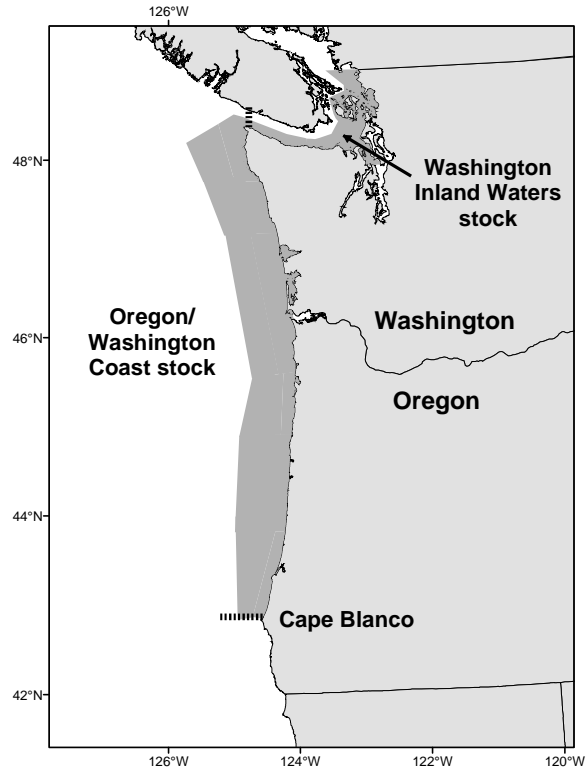 126°W
48°N
Washington
Inland Waters
stock
Oregon/
Washington
Coast stock
46°N
Washington
Oregon
44°N
Cape Blanco
42°N
126°W
124°W
122°W
120°W